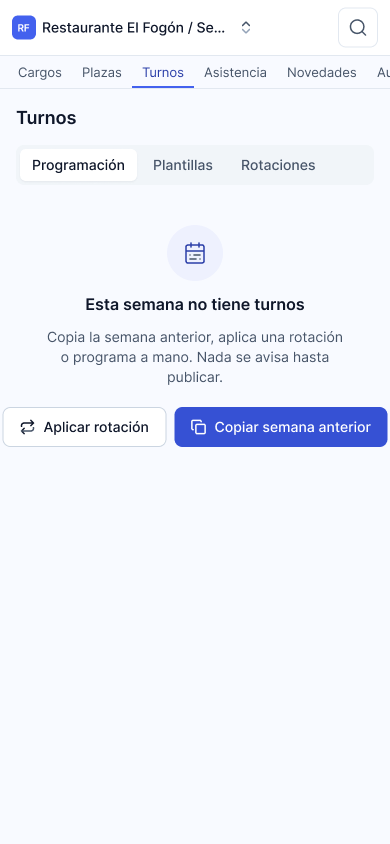 RF Restaurante El Fogón / Se...
Cargos Plazas Turnos Asistencia Novedades Au
Turnos
Programación Plantillas Rotaciones
Esta semana no tiene turnos
Copia la semana anterior, aplica una rotación
o programa a mano. Nada se avisa hasta
publicar.
Aplicar rotación Copiar semana anterior